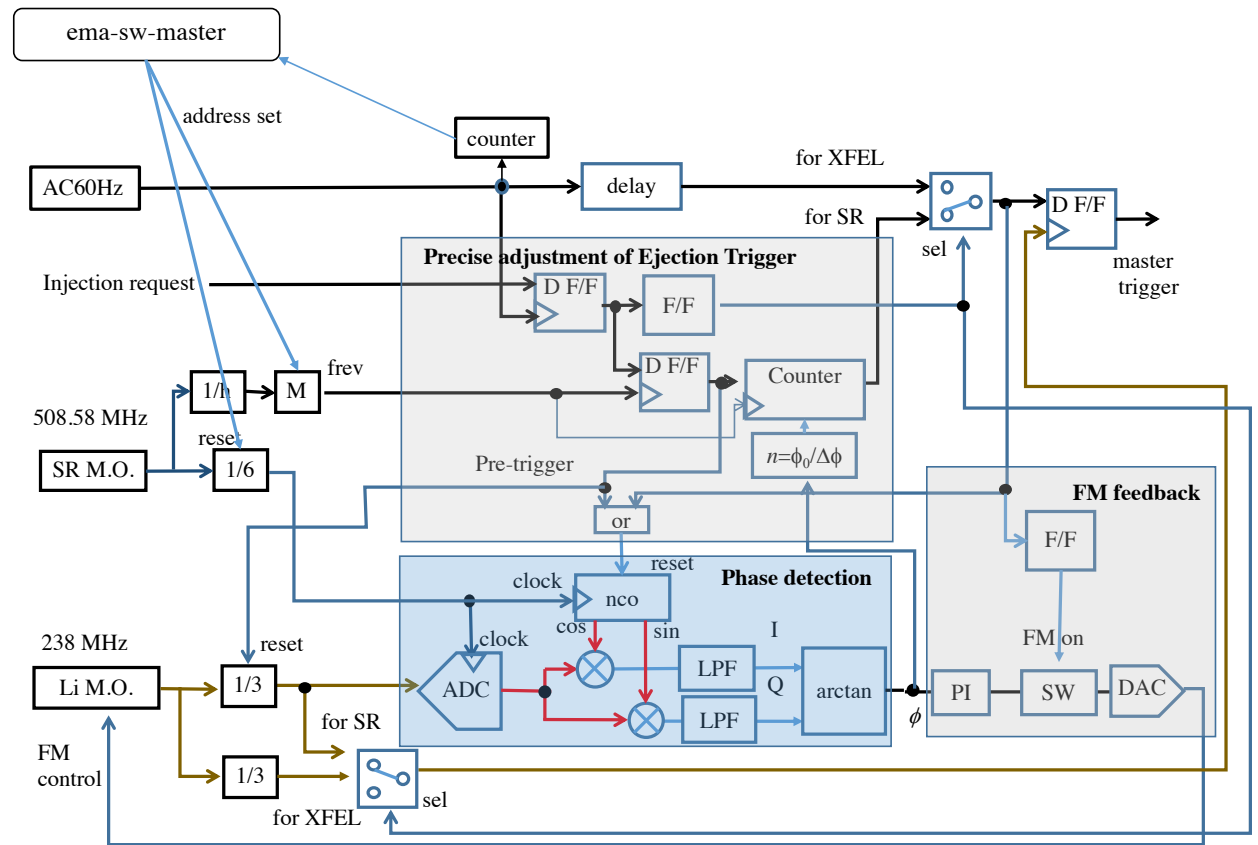 ema-sw-master
address set
counter
for XFEL
AC60Hz
delay
D F/F
for SR
sel
Precise adjustment of Ejection Trigger
master
trigger
Injection request
D F/F
F/F
frev
D F/F
Counter
1/h
M
508.58 MHz
reset
SR M.O.
1/6
Pre-trigger
n=ϕ0/Δϕ
FM feedback
or
F/F
reset
Phase detection
clock
nco
cos
sin
I
FM on
238 MHz
reset
clock
Li M.O.
1/3
ADC
LPF
Q
arctan
PI
SW
DAC
for SR
LPF
ϕ
FM
control
1/3
sel
for XFEL